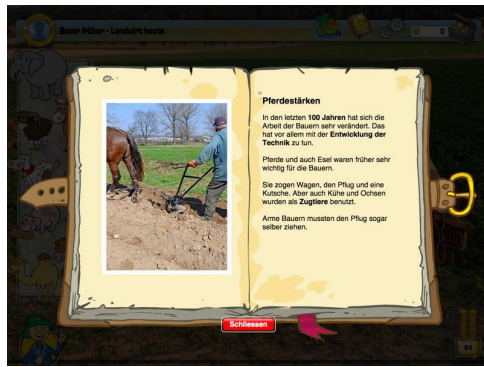 Bauer früher - Landwirt heute
0
Pferdestärken
In den letzten 100 Jahren hat sich die
Arbeit der Bauern sehr verändert. Das
hat vor allem mit der Entwicklung der
Technik zu tun.
Pferde und auch Esel waren früher sehr
wichtig für die Bauern.
Sie zogen Wagen, den Pflug und eine
Kutsche. Aber auch Kühe und Ochsen
wurden als Zugtiere benutzt.
Arme Bauern mussten den Pflug sogar
selber ziehen.
Schliessen
64